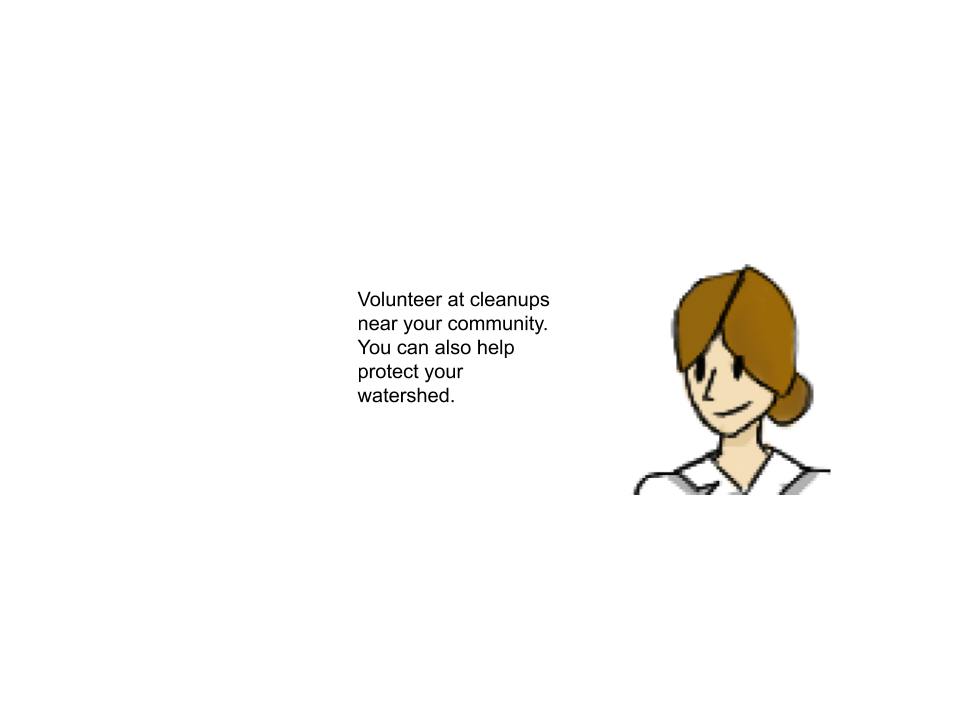 Volunteer at cleanups
near your community.
You can also help
protect your
watershed.